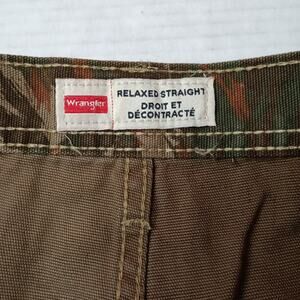 Wrangler
RELAXED STRAIGHT
DROIT ET
DÉCONTRACTÉ